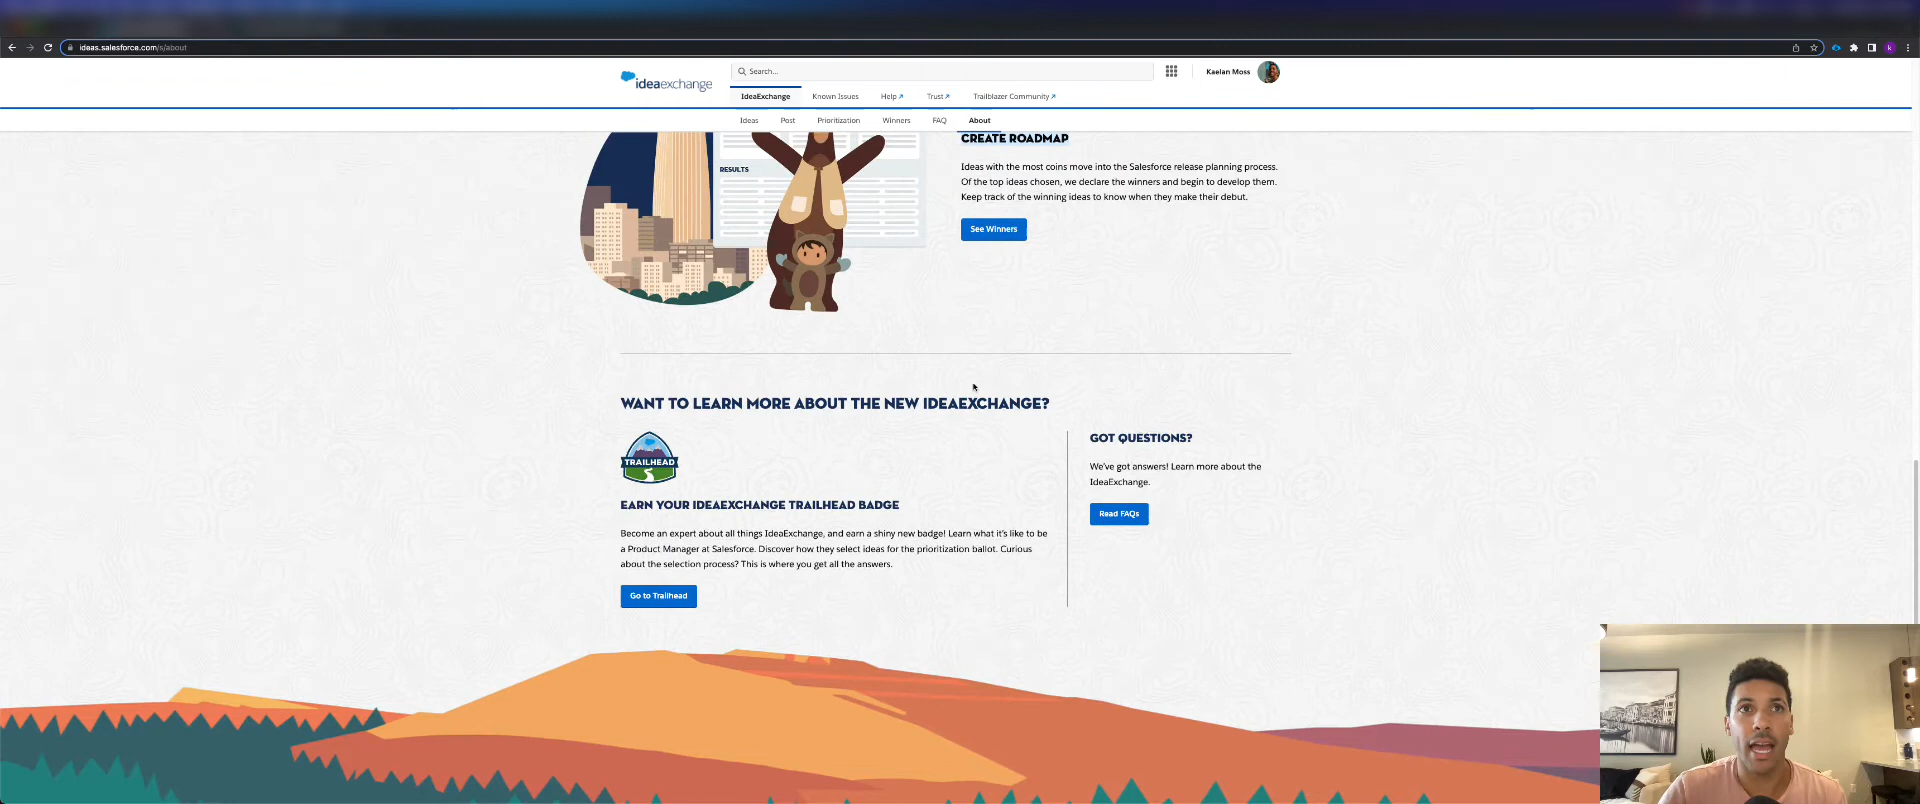 ideas.salesforce.com/s/about
k
ideaexchange
Search...
Kaelan Moss
IdeaExchange
Known Issues
Help
Trust
Trailblazer Community
Ideas
Post
Prioritization
Winners
FAQ
About
RESULTS
CREATE ROADMAP
Ideas with the most coins move into the Salesforce release planning process.
Of the top ideas chosen, we declare the winners and begin to develop them.
Keep track of the winning ideas to know when they make their debut.
See Winners
WANT TO LEARN MORE ABOUT THE NEW IDEAEXCHANGE?
TRAILHEAD
EARN YOUR IDEAEXCHANGE TRAILHEAD BADGE
Become an expert about all things IdeaExchange, and earn a shiny new badge! Learn what it's like to be
a Product Manager at Salesforce. Discover how they select ideas for the prioritization ballot. Curious
about the selection process? This is where you get all the answers.
Go to Trailhead
GOT QUESTIONS?
We've got answers! Learn more about the
IdeaExchange.
Read FAQs